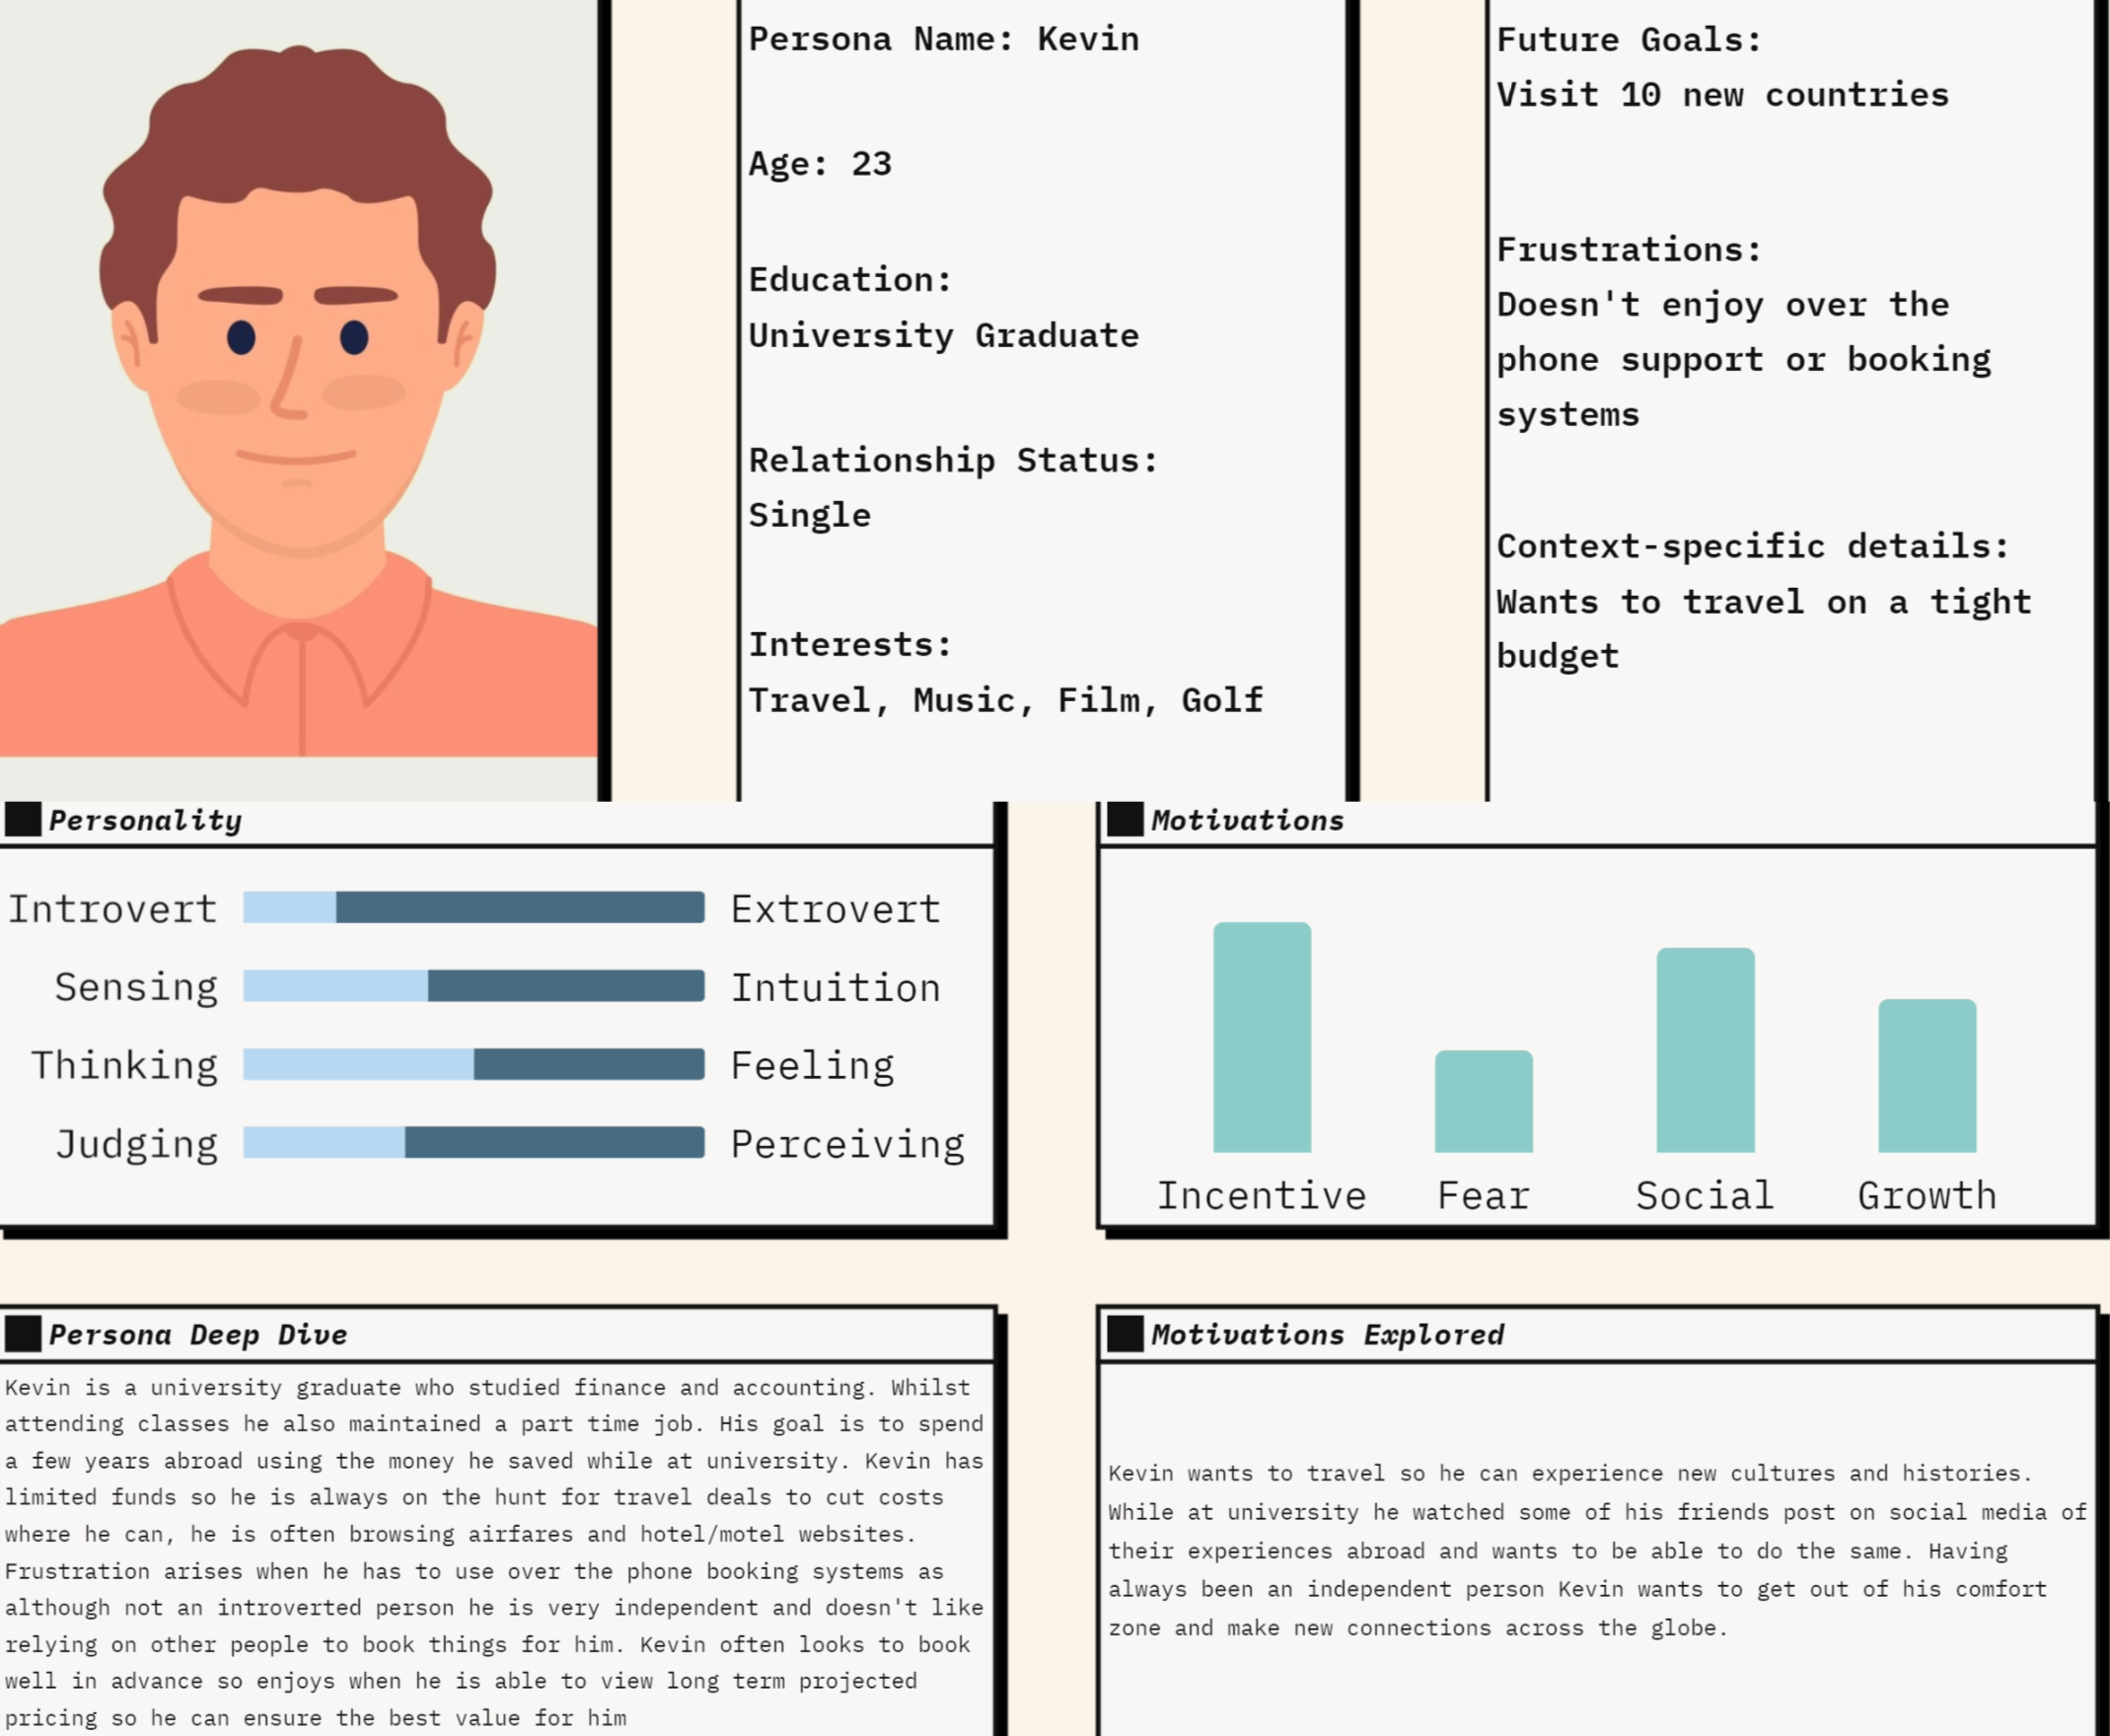 Persona Name: Kevin
Age: 23
Education:
University Graduate
Relationship Status:
Single
Interests:
Travel, Music, Film, Golf
Future Goals:
Visit 10 new countries
Frustrations:
Doesn't enjoy over the
phone support or booking
systems
Context-specific details:
Wants to travel on a tight
budget
Personality
Introvert Extrovert
Sensing Intuition
Thinking Feeling
Judging Perceiving
Motivations
Incentive Fear Social Growth
Persona Deep Dive
Kevin is a university graduate who studied finance and accounting. Whilst
attending classes he also maintained a part time job. His goal is to spend
a few years abroad using the money he saved while at university. Kevin has
limited funds so he is always on the hunt for travel deals to cut costs
where he can, he is often browsing airfares and hotel/motel websites.
Frustration arises when he has to use over the phone booking systems as
although not an introverted person he is very independent and doesn't like
relying on other people to book things for him. Kevin often looks to book
well in advance so enjoys when he is able to view long term projected
pricing so he can ensure the best value for him
Motivations Explored
Kevin wants to travel so he can experience new cultures and histories.
While at university he watched some of his friends post on social media of
their experiences abroad and wants to be able to do the same. Having
always been an independent person Kevin wants to get out of his comfort
zone and make new connections across the globe.